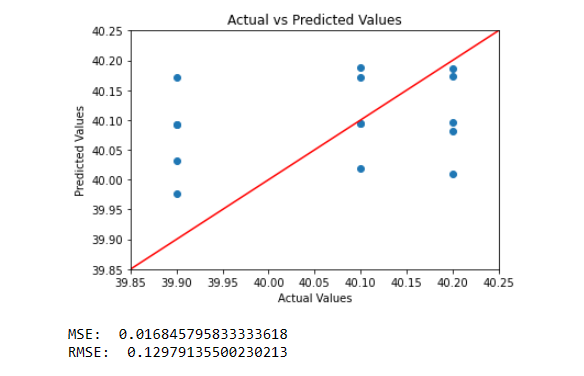 Actual vs Predicted Values
40.25
40.20
40.15
40.10
40.05
40.00
39.95
39.90
39.85
Predicted Values
39.85 39.90 39.95 40.00 40.05 40.10 40.15 40.20 40.25
Actual Values
MSE: 0.016845795833333618
RMSE: 0.12979135500230213